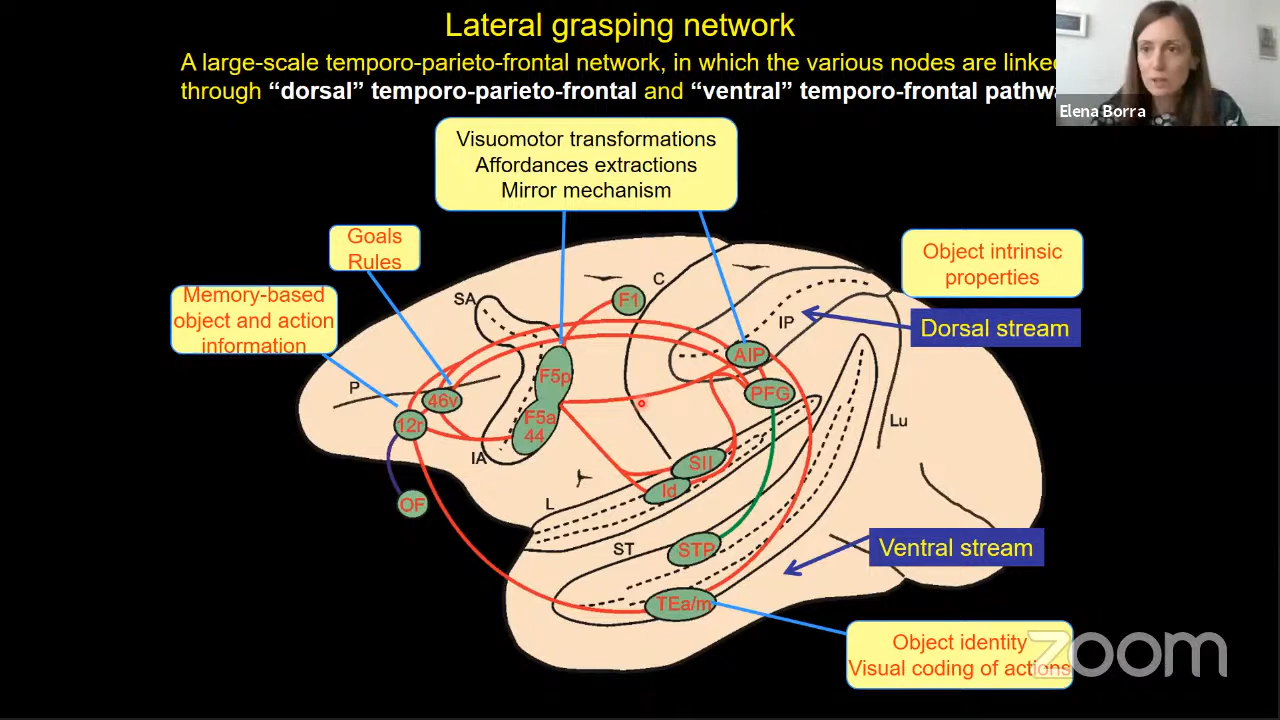 Lateral grasping network
A large-scale temporo-parieto-frontal network, in which the various nodes are linked
through “dorsal” temporo-parieto-frontal and “ventral” temporo-frontal
Elena Borra
Visuomotor transformations
Affordances extractions
Mirror mechanism
Goals
Rules
Object intrinsic
properties
Memory-based
object and action
information
SA
F1
C
IP
Dorsal stream
AIP
P
46v
F5p
PFG
12r
F5a
44
Lu
IA
SII
Id
OF
L
ST
STP
Ventral stream
TEa/m
Object identity
Visual coding of actions
zoom